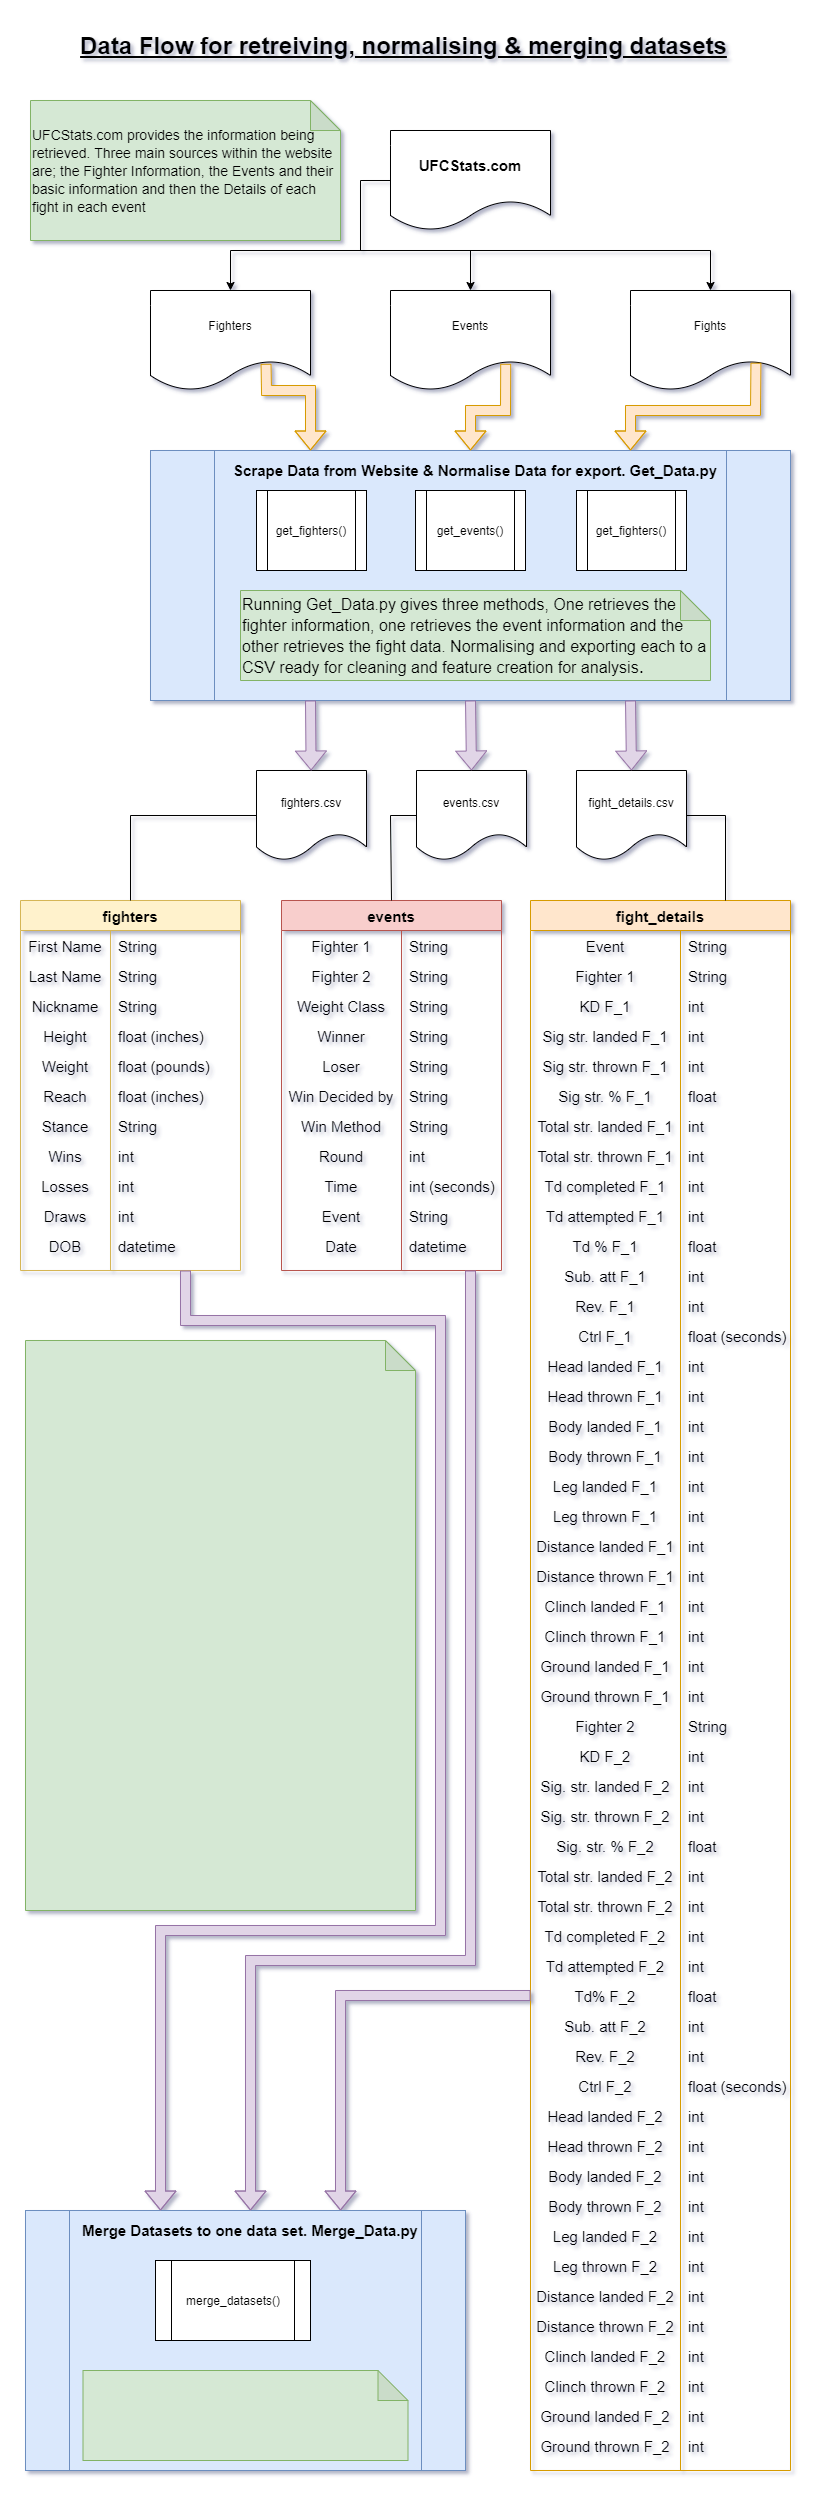 Data Flow for retreiving, normalising & merging datasets
UFCStats.com provides the information being
retrieved. Three main sources within the website
are; the Fighter Information, the Events and their
basic information and then the Details of each
fight in each event
UFCStats.com
Fighters
Events
Fights
Scrape Data from Website & Normalise Data for export. Get_Data.py
get_fighters()
get_events()
get_fighters()
Running Get_Data.py gives three methods, One retrieves the
fighter information, one retrieves the event information and the
other retrieves the fight data. Normalising and exporting each to a
CSV ready for cleaning and feature creation for analysis.
fighters.csv
events.csv
fight_details.csv
fighters
First Name String
Last Name String
Nickname String
Height float (inches)
Weight float (pounds)
Reach float (inches)
Stance String
Wins int
Losses int
Draws int
DOB datetime
events
Fighter 1 String
Fighter 2 String
Weight Class String
Winner String
Loser String
Win Decided by String
Win Method String
Round int
Time int (seconds)
Event String
Date datetime
fight_details
Event String
Fighter 1 String
KD F_1 int
Sig str. landed F_1 int
Sig str. thrown F_1 int
Sig str. % F_1 float
Total str. landed F_1 int
Total str. thrown F_1 int
Td completed F_1 int
Td attempted F_1 int
Td % F_1 float
Sub. att F_1 int
Rev. F_1 int
Ctrl F_1 float (seconds)
Head landed F_1 int
Head thrown F_1 int
Body landed F_1 int
Body thrown F_1 int
Leg landed F_1 int
Leg thrown F_1 int
Distance landed F_1 int
Distance thrown F_1 int
Clinch landed F_1 int
Clinch thrown F_1 int
Ground landed F_1 int
Ground thrown F_1 int
Fighter 2 String
KD F_2 int
Sig. str. landed F_2 int
Sig. str. thrown F_2 int
Sig. str. % F_2 float
Total str. landed F_2 int
Total str. thrown F_2 int
Td completed F_2 int
Td attempted F_2 int
Td% F_2 float
Sub. att F_2 int
Rev. F_2 int
Ctrl F_2 float (seconds)
Head landed F_2 int
Head thrown F_2 int
Body landed F_2 int
Body thrown F_2 int
Leg landed F_2 int
Leg thrown F_2 int
Distance landed F_2 int
Distance thrown F_2 int
Clinch landed F_2 int
Clinch thrown F_2 int
Ground landed F_2 int
Ground thrown F_2 int
Merge Datasets to one data set. Merge_Data.py
merge_datasets()